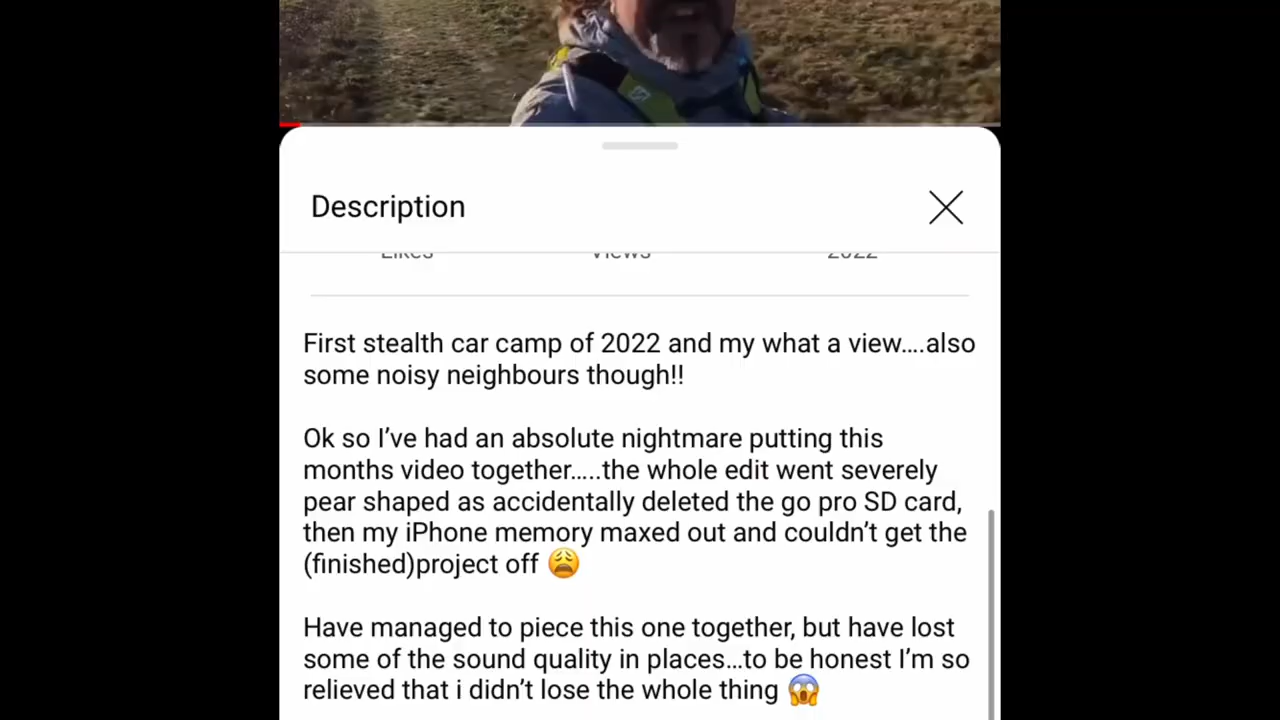 Description
Likes Views 2022
First stealth car camp of 2022 and my what a view....also
some noisy neighbours though!!
Ok so I’ve had an absolute nightmare putting this
months video together.....the whole edit went severely
pear shaped as accidentally deleted the go pro SD card,
then my iPhone memory maxed out and couldn’t get the
(finished)project off 😩
Have managed to piece this one together, but have lost
some of the sound quality in places...to be honest I’m so
relieved that i didn’t lose the whole thing 😱